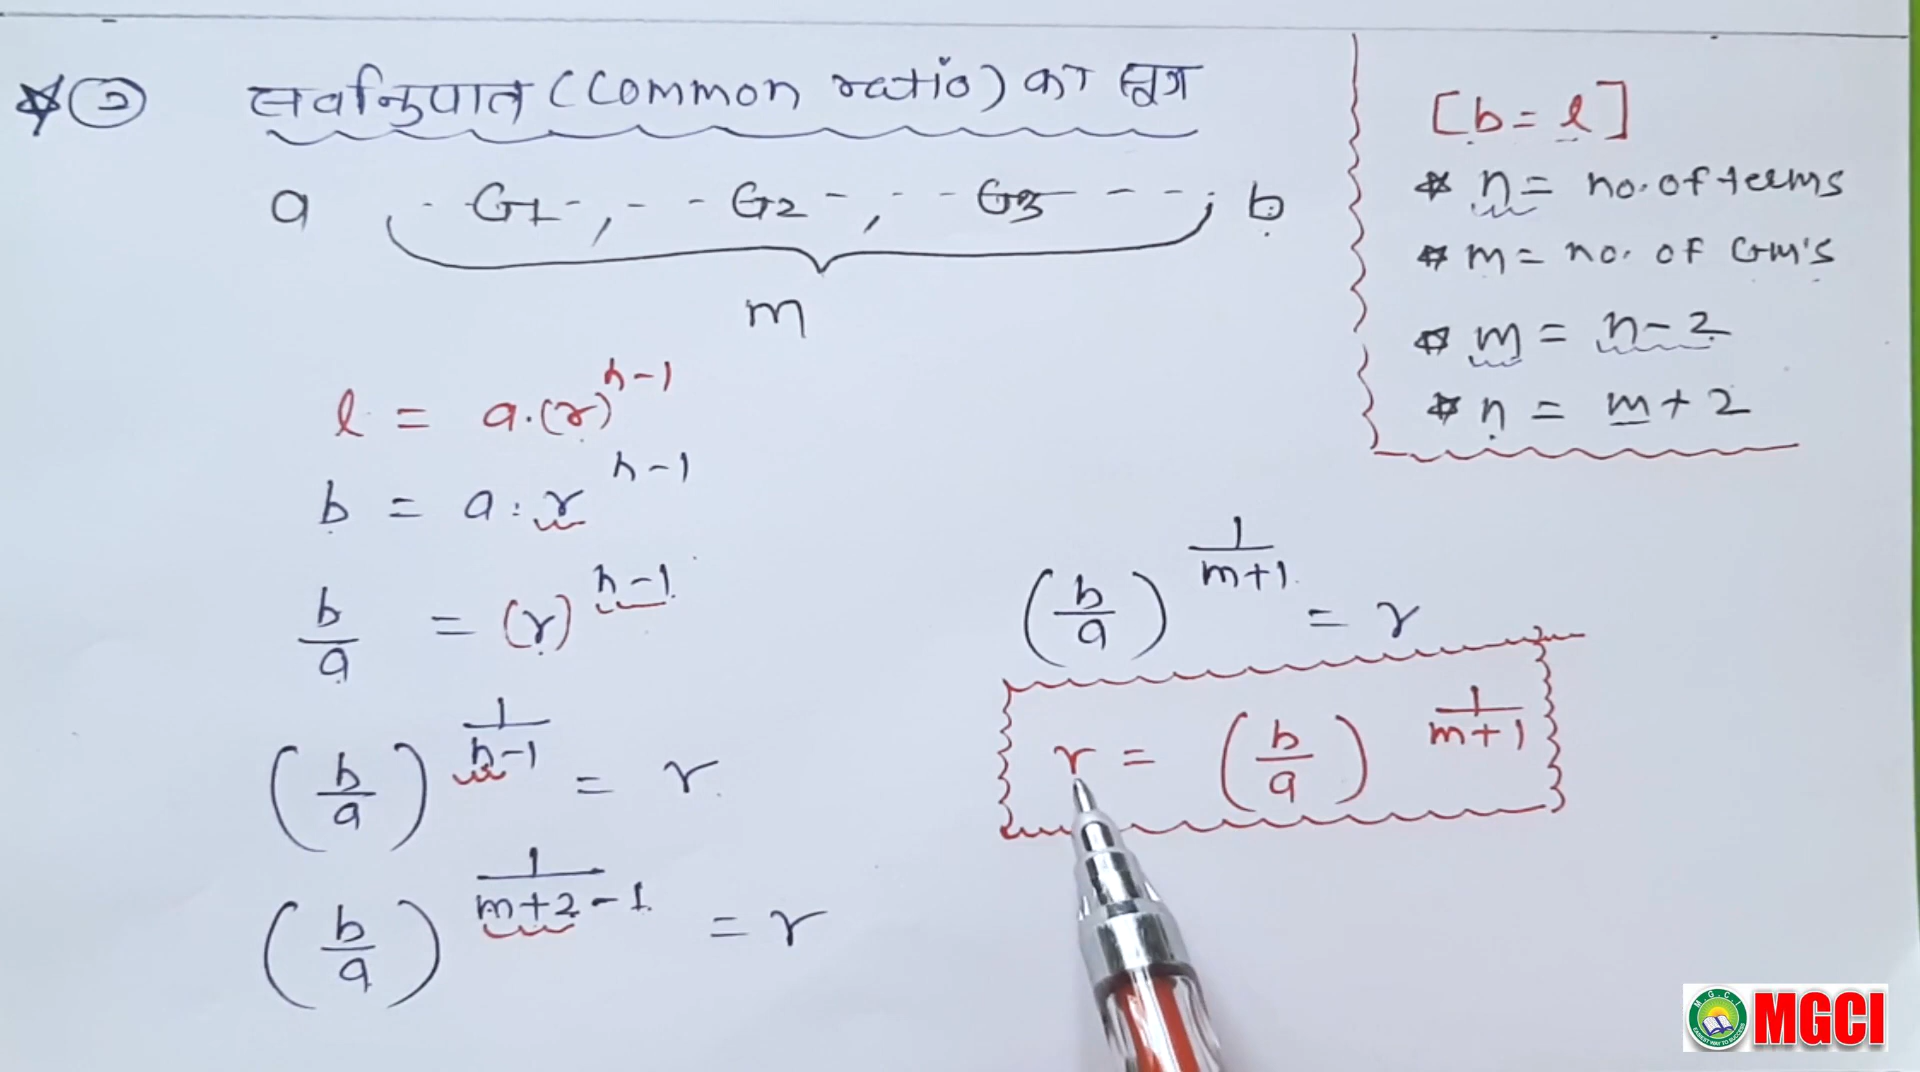 ② सर्वानुपात (Common ratio) का सूत्र
a - - G1 - , - - G2 - , - - G3 - - - ; b
m
l = a.(r)^(n-1)
b = a . r^(n-1)
b/a = (r)^(n-1)
(b/a)^(1/(n-1)) = r
(b/a)^(1/(m+2-1)) = r
[b = l]
* n = no. of terms
* m = no. of Gm's
* m = n-2
* n = m+2
(b/a)^(1/(m+1)) = r
r = (b/a)^(1/(m+1))
M.G.C.I
MGCI